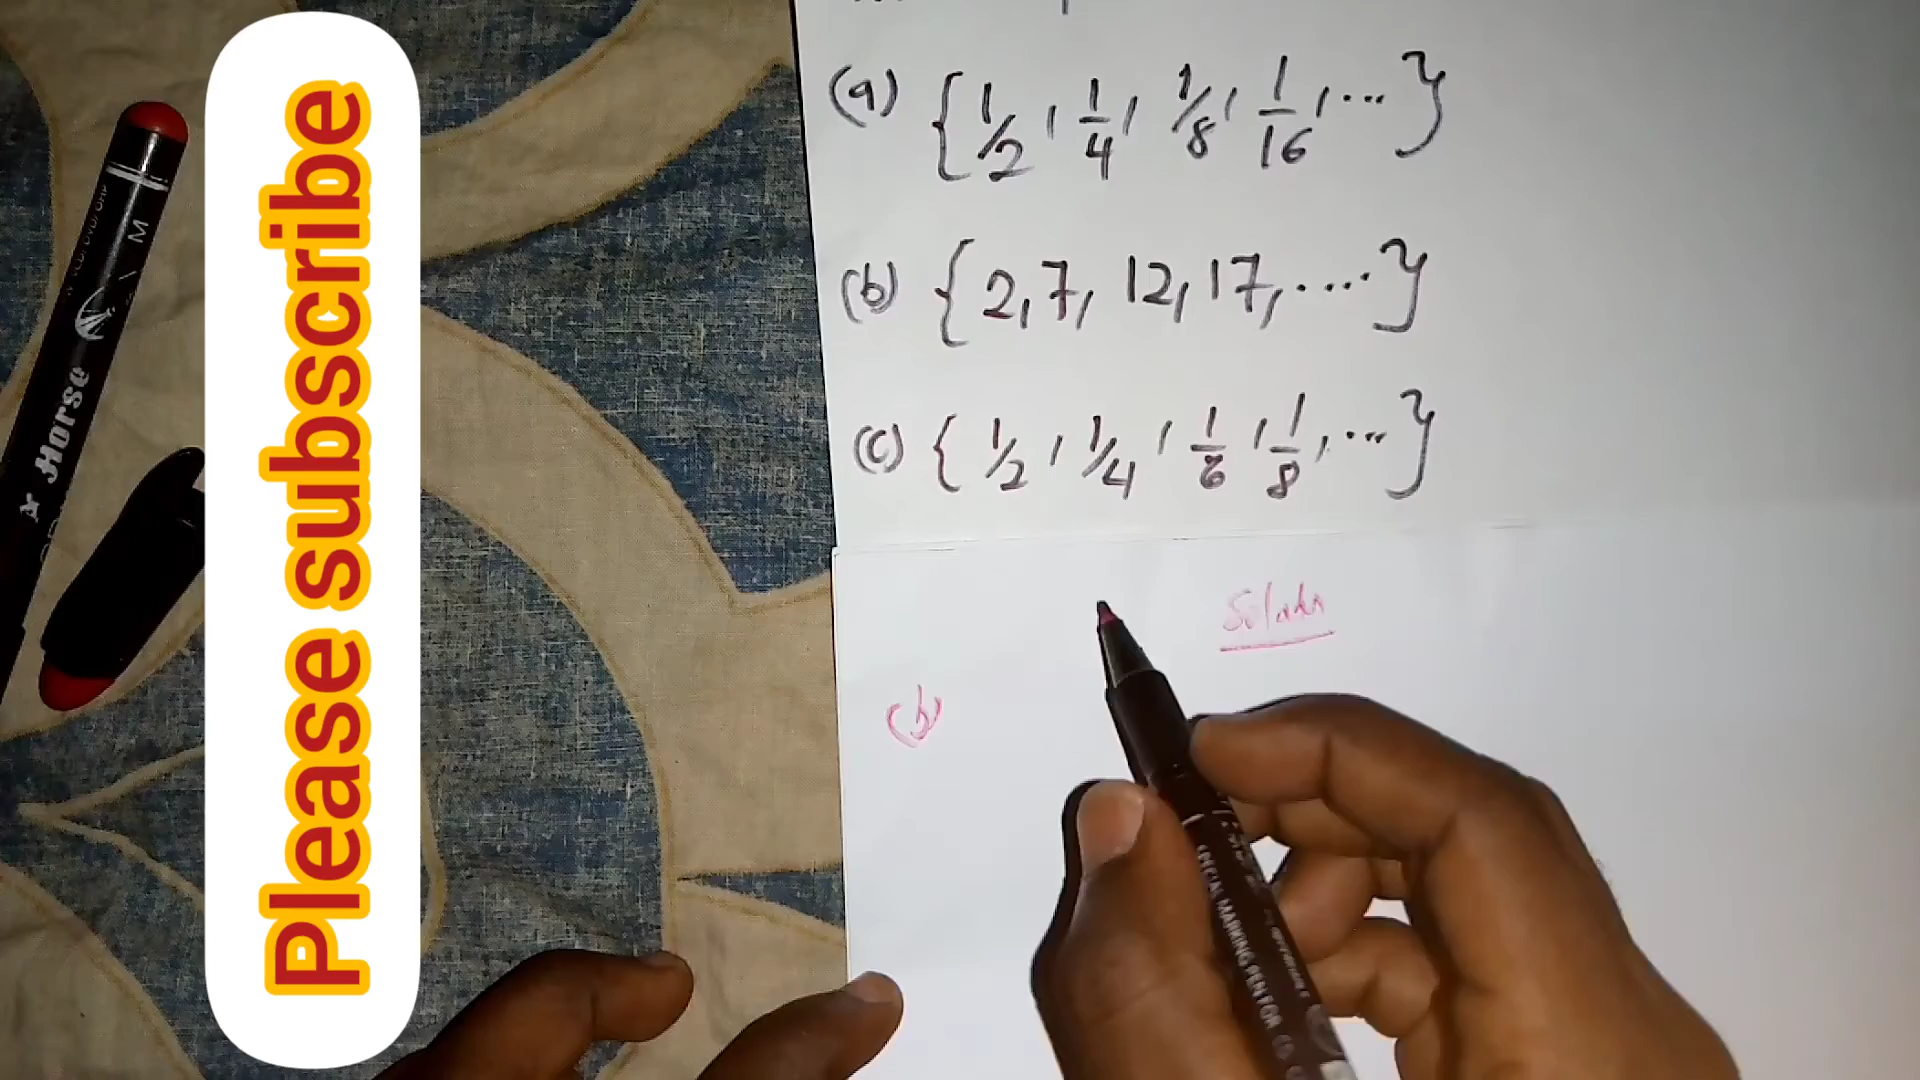 (a) {1/2, 1/4, 1/8, 1/16, ... }
(b) {2, 7, 12, 17, .... }
(c) {1/2, 1/4, 1/6, 1/8, ... }
(b)
Please subscribe
Horse
M